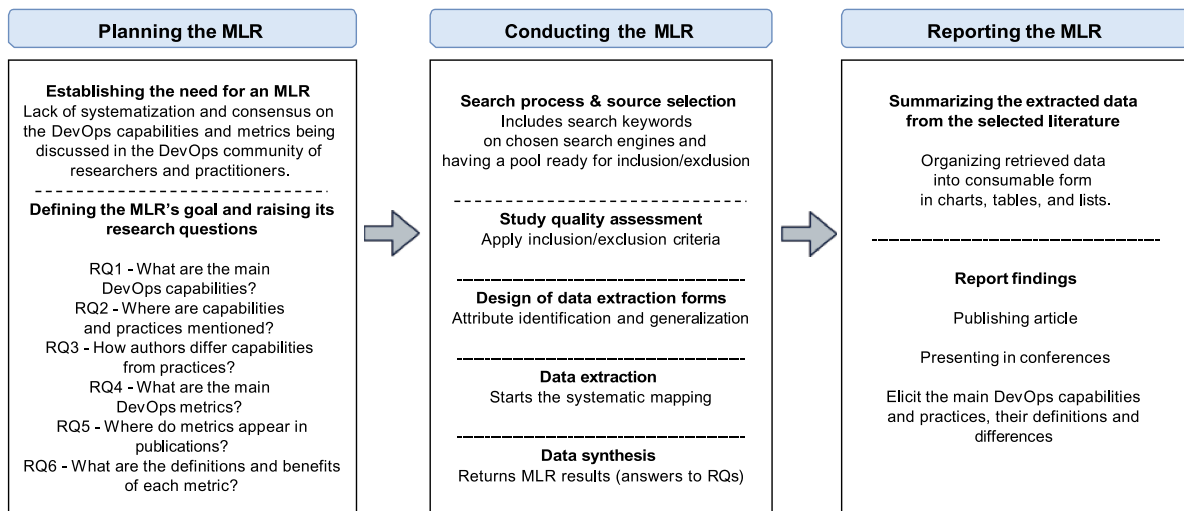 Planning the MLR
Establishing the need for an MLR
Lack of systematization and consensus on
the DevOps capabilities and metrics being
discussed in the DevOps community of
researchers and practitioners.
Defining the MLR's goal and raising its
research questions
RQ1 - What are the main
DevOps capabilities?
RQ2 - Where are capabilities
and practices mentioned?
RQ3 - How authors differ capabilities
from practices?
RQ4 - What are the main
DevOps metrics?
RQ5 - Where do metrics appear in
publications?
RQ6 - What are the definitions and benefits
of each metric?
Conducting the MLR
Search process & source selection
Includes search keywords
on chosen search engines and
having a pool ready for inclusion/exclusion
Study quality assessment
Apply inclusion/exclusion criteria
Design of data extraction forms
Attribute identification and generalization
Data extraction
Starts the systematic mapping
Data synthesis
Returns MLR results (answers to RQs)
Reporting the MLR
Summarizing the extracted data
from the selected literature
Organizing retrieved data
into consumable form
in charts, tables, and lists.
Report findings
Publishing article
Presenting in conferences
Elicit the main DevOps capabilities
and practices, their definitions and
differences